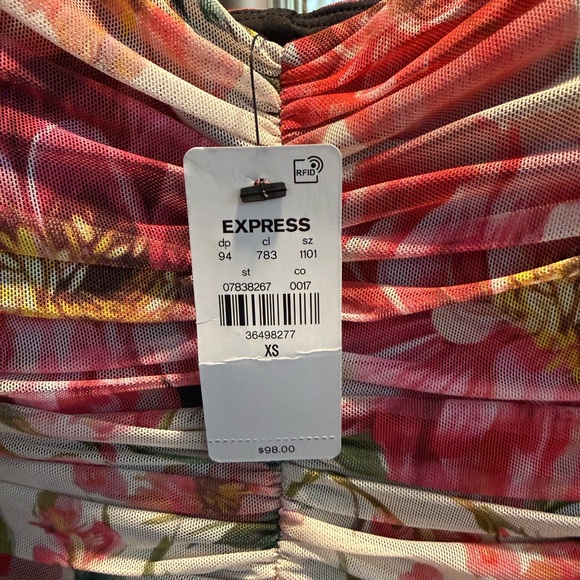 RFID
EXPRESS
dp cl sz
94 783 1101
st co
07838267 0017
36498277
XS
$98.00